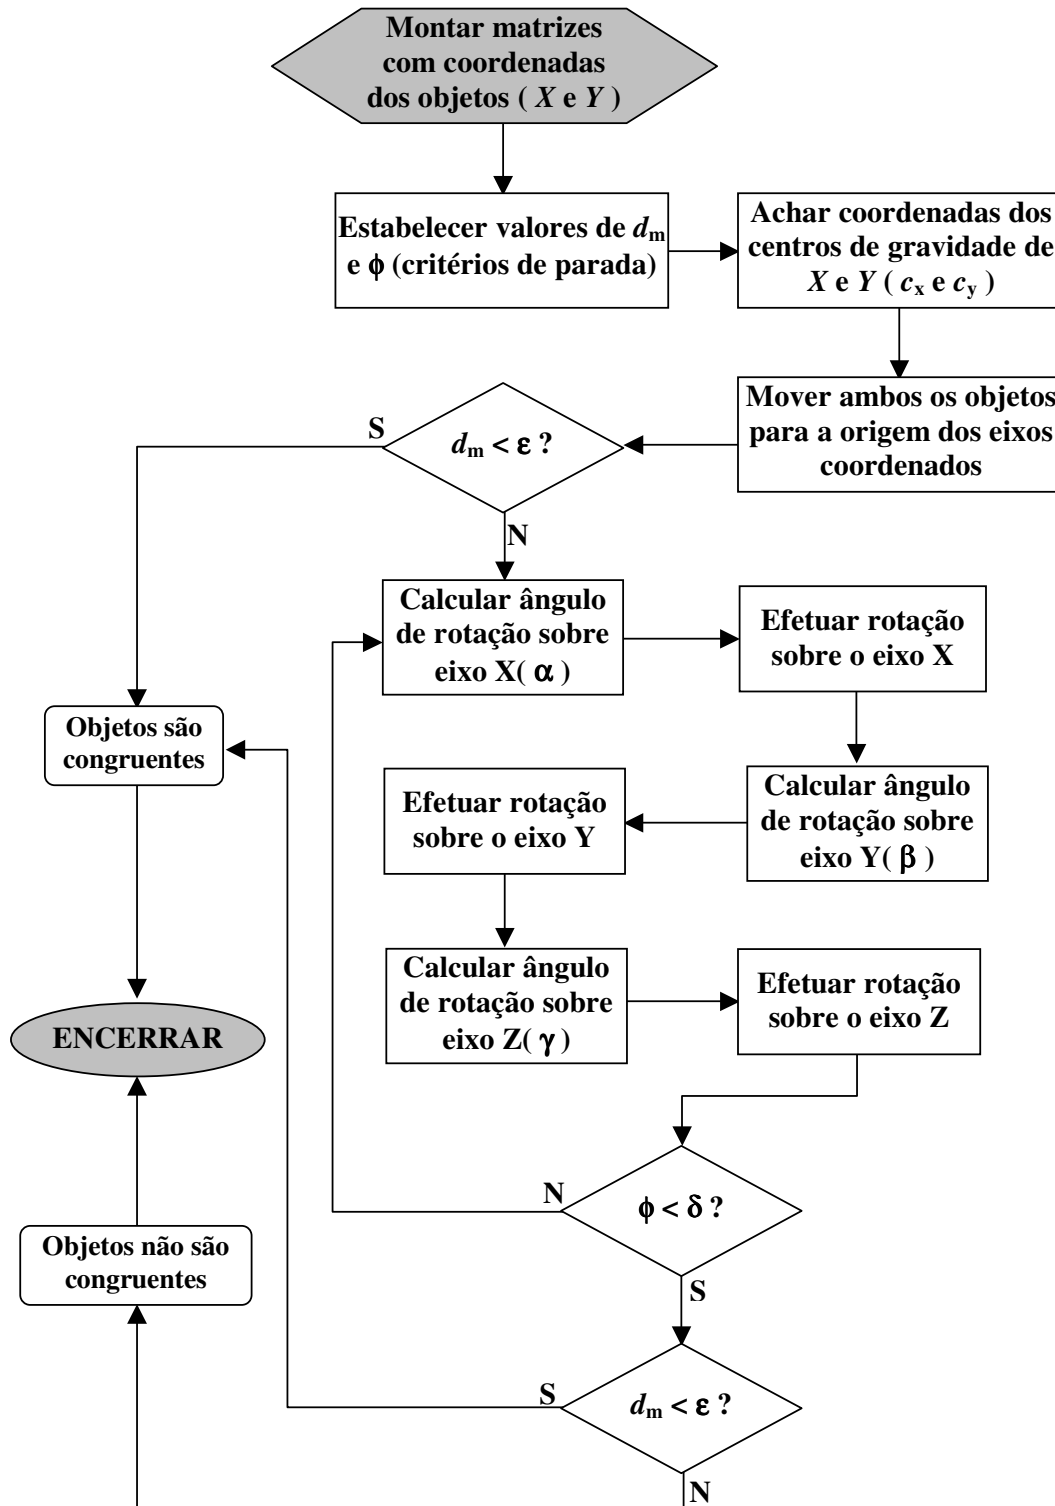 Montar matrizes
com coordenadas
dos objetos ( X e Y )
Estabelecer valores de dm
e ϕ (critérios de parada)
Achar coordenadas dos
centros de gravidade de
X e Y ( cx e cy )
Mover ambos os objetos
para a origem dos eixos
coordenados
S
dm < ε ?
N
Calcular ângulo
de rotação sobre
eixo X( α )
Efetuar rotação
sobre o eixo X
Objetos são
congruentes
Calcular ângulo
de rotação sobre
eixo Y( β )
Efetuar rotação
sobre o eixo Y
Calcular ângulo
de rotação sobre
eixo Z( γ )
Efetuar rotação
sobre o eixo Z
ENCERRAR
N
ϕ < δ ?
S
Objetos não são
congruentes
S
dm < ε ?
N